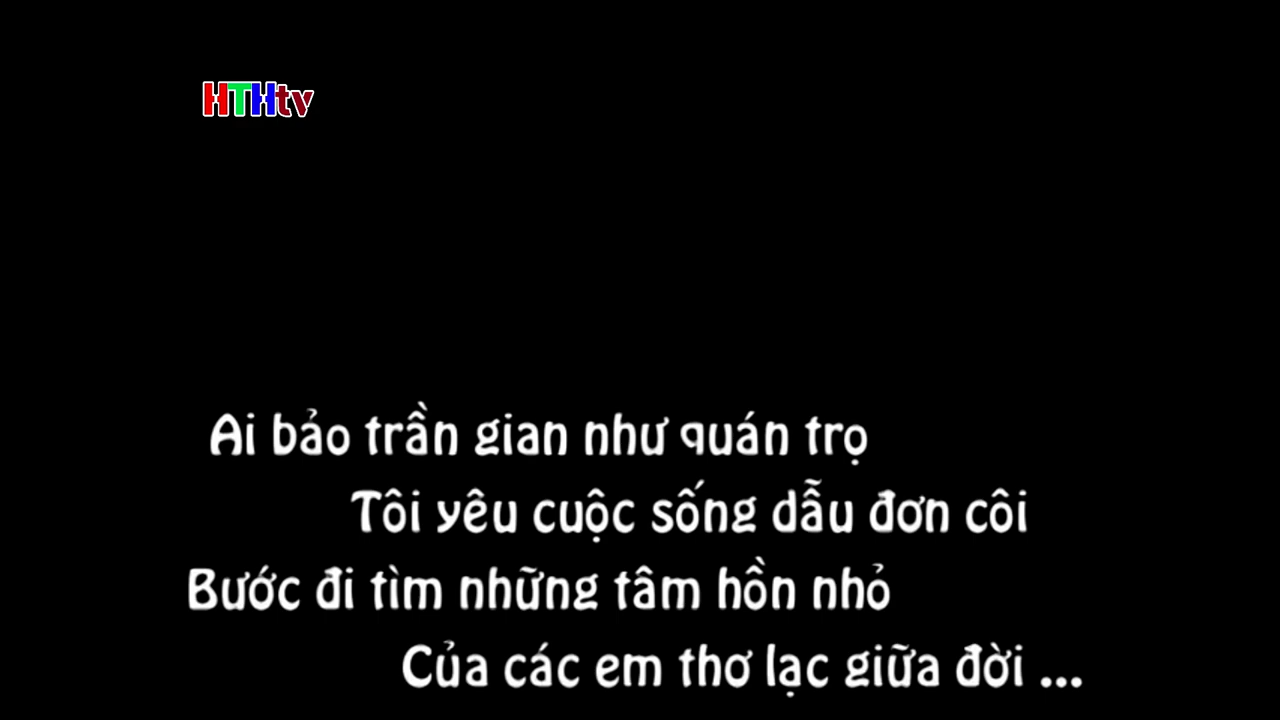 HTHtv
Ai bảo trần gian như quán trọ
Tôi yêu cuộc sống dẫu đơn côi
Bước đi tìm những tâm hồn nhỏ
Của các em thơ lạc giữa đời ...